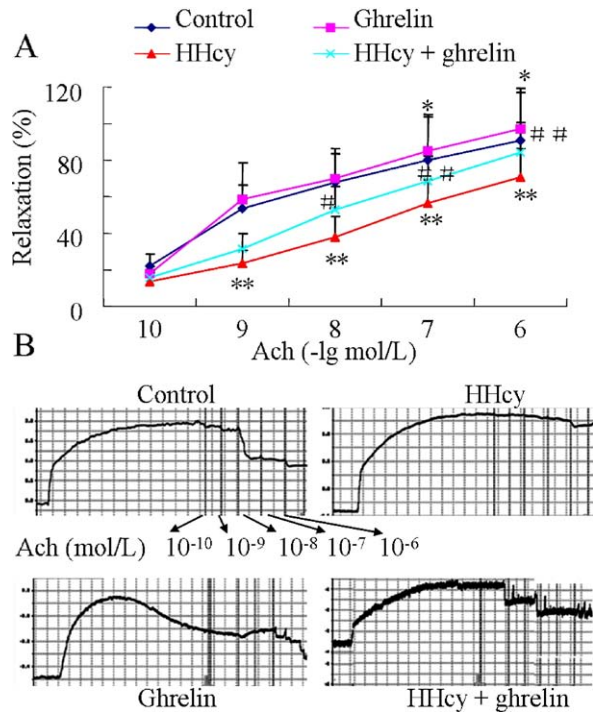 A
Control
Ghrelin
HHcy
HHcy + ghrelin
Relaxation (%)
120
80
40
0
*
*
# #
#
# #
**
**
**
**
10 9 8 7 6
Ach (-lg mol/L)
B
Control
HHcy
Ach (mol/L) 10⁻¹⁰ 10⁻⁹ 10⁻⁸ 10⁻⁷ 10⁻⁶
Ghrelin
HHcy + ghrelin